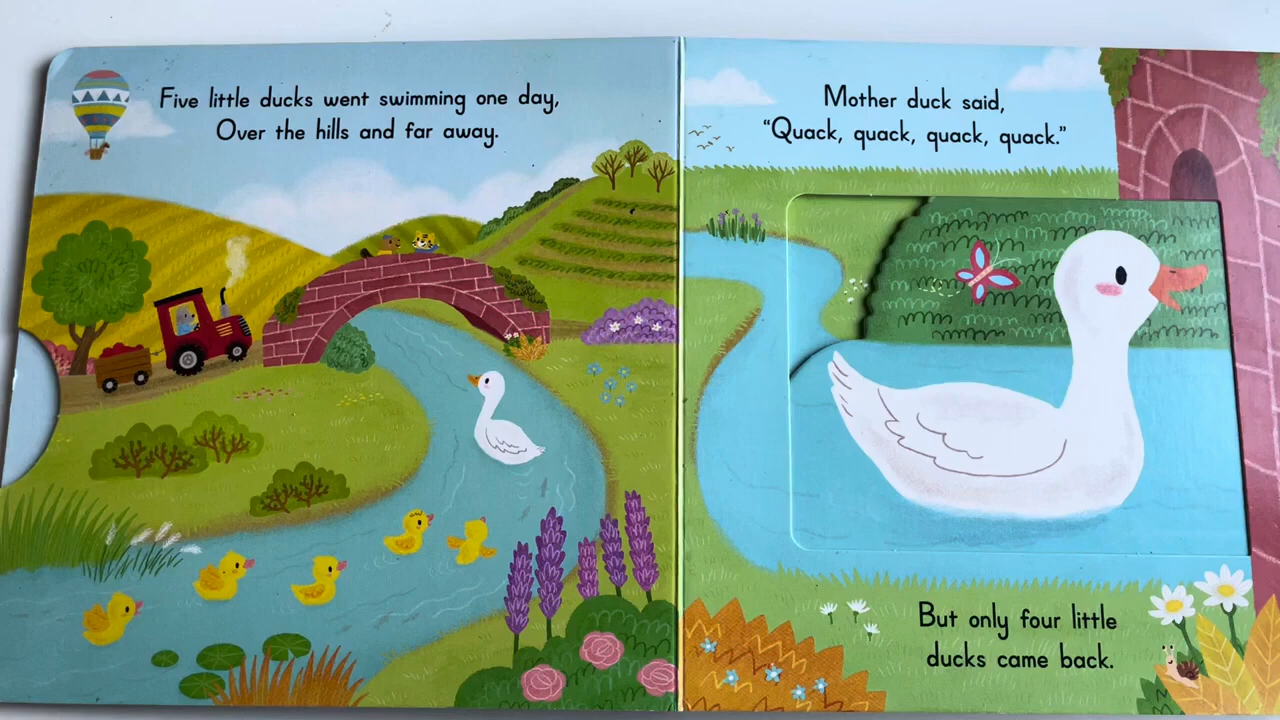 Five little ducks went swimming one day,
Over the hills and far away.
Mother duck said,
“Quack, quack, quack, quack.”
But only four little
ducks came back.